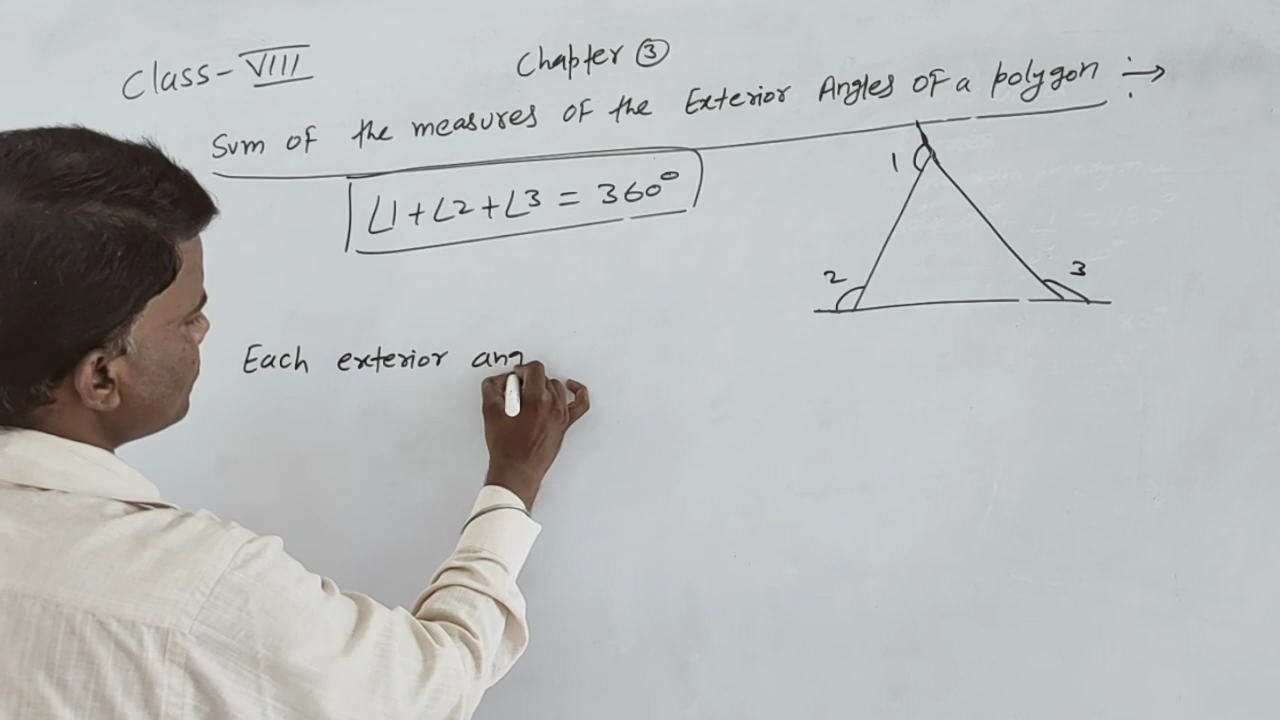 Class-VIII
Chapter ③
Sum OF the measures OF the Exterior Angles OF a polygon ÷→
∠1+∠2+∠3 = 360°
1
2
3
Each exterior ang